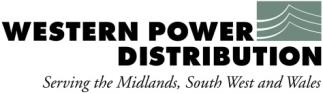 WESTERN POWER
DISTRIBUTION
Serving the Midlands, South West and Wales